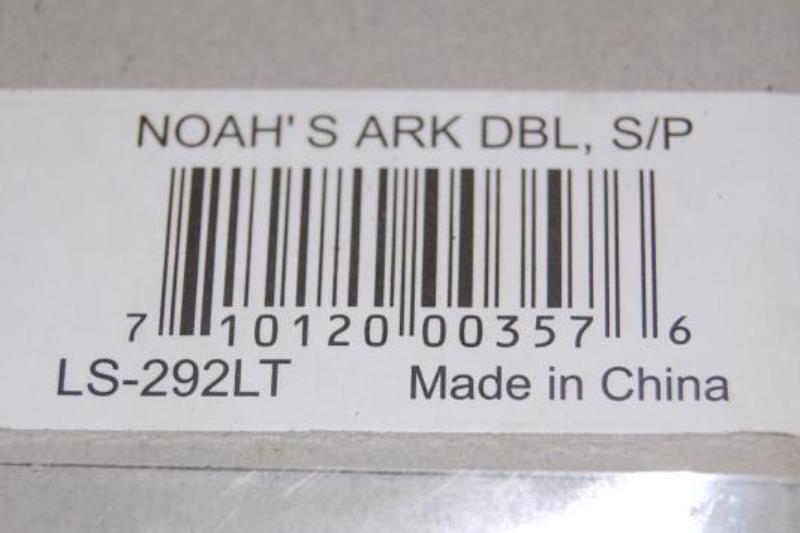 NOAH'S ARK DBL, S/P
7 10120 00357 6
LS-292LT Made in China